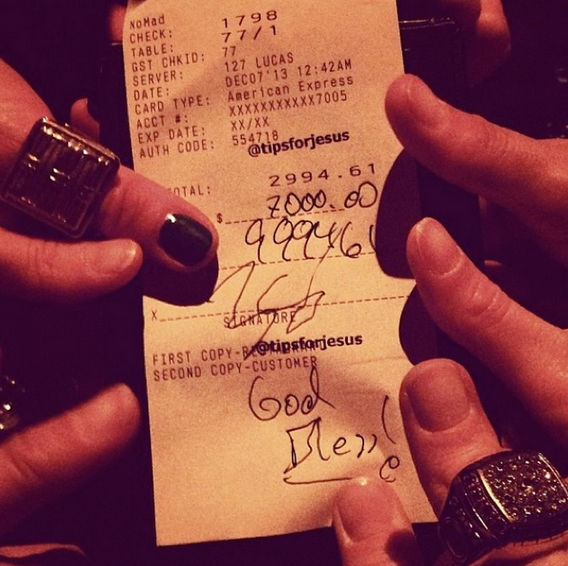 NoMad
CHECK: 1798
TABLE: 77/1
GST CHKID: 77
SERVER: 127 LUCAS
DATE: DEC07'13 12:42AM
CARD TYPE: American Express
ACCT #: XXXXXXXXXXX7005
EXP DATE: XX/XX
AUTH CODE: 554718
@tipsforjesus
OTAL: 2994.61
$ 7000.00
9994.61
X
SIGNATURE
@tipsforjesus
FIRST COPY-
SECOND COPY-CUSTOMER
God
Bless!